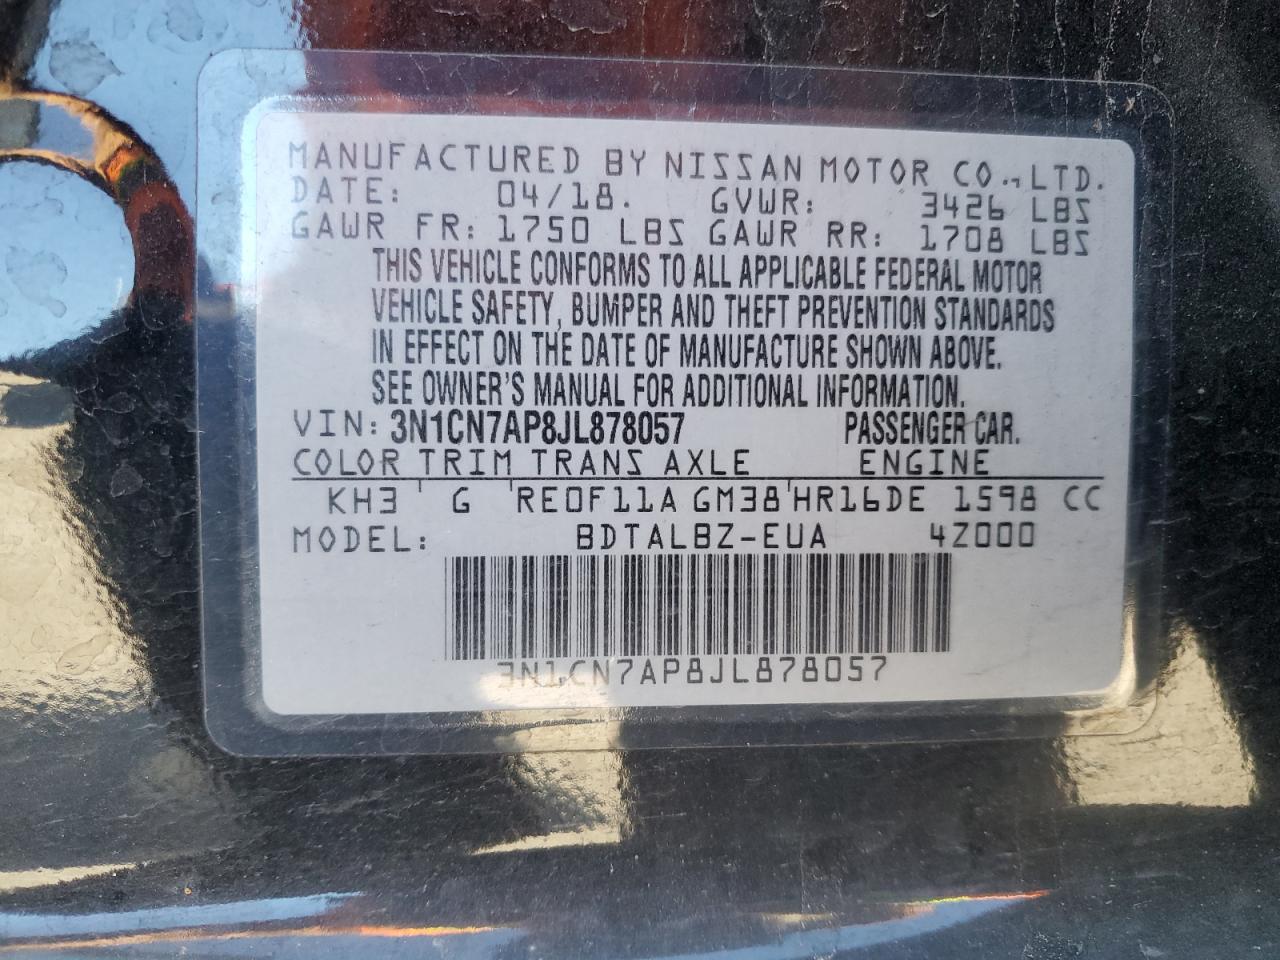 MANUFACTURED BY NISSAN MOTOR CO., LTD.
DATE: 04/18. GVWR: 3426 LBS
GAWR FR: 1750 LBS GAWR RR: 1708 LBS
THIS VEHICLE CONFORMS TO ALL APPLICABLE FEDERAL MOTOR
VEHICLE SAFETY, BUMPER AND THEFT PREVENTION STANDARDS
IN EFFECT ON THE DATE OF MANUFACTURE SHOWN ABOVE.
SEE OWNER'S MANUAL FOR ADDITIONAL INFORMATION.
VIN: 3N1CN7AP8JL878057 PASSENGER CAR.
COLOR TRIM TRANS AXLE ENGINE
KH3 G RE0F11A GM38 HR16DE 1598 CC
MODEL: BDTALBZ-EUA 4Z000
3N1CN7AP8JL878057